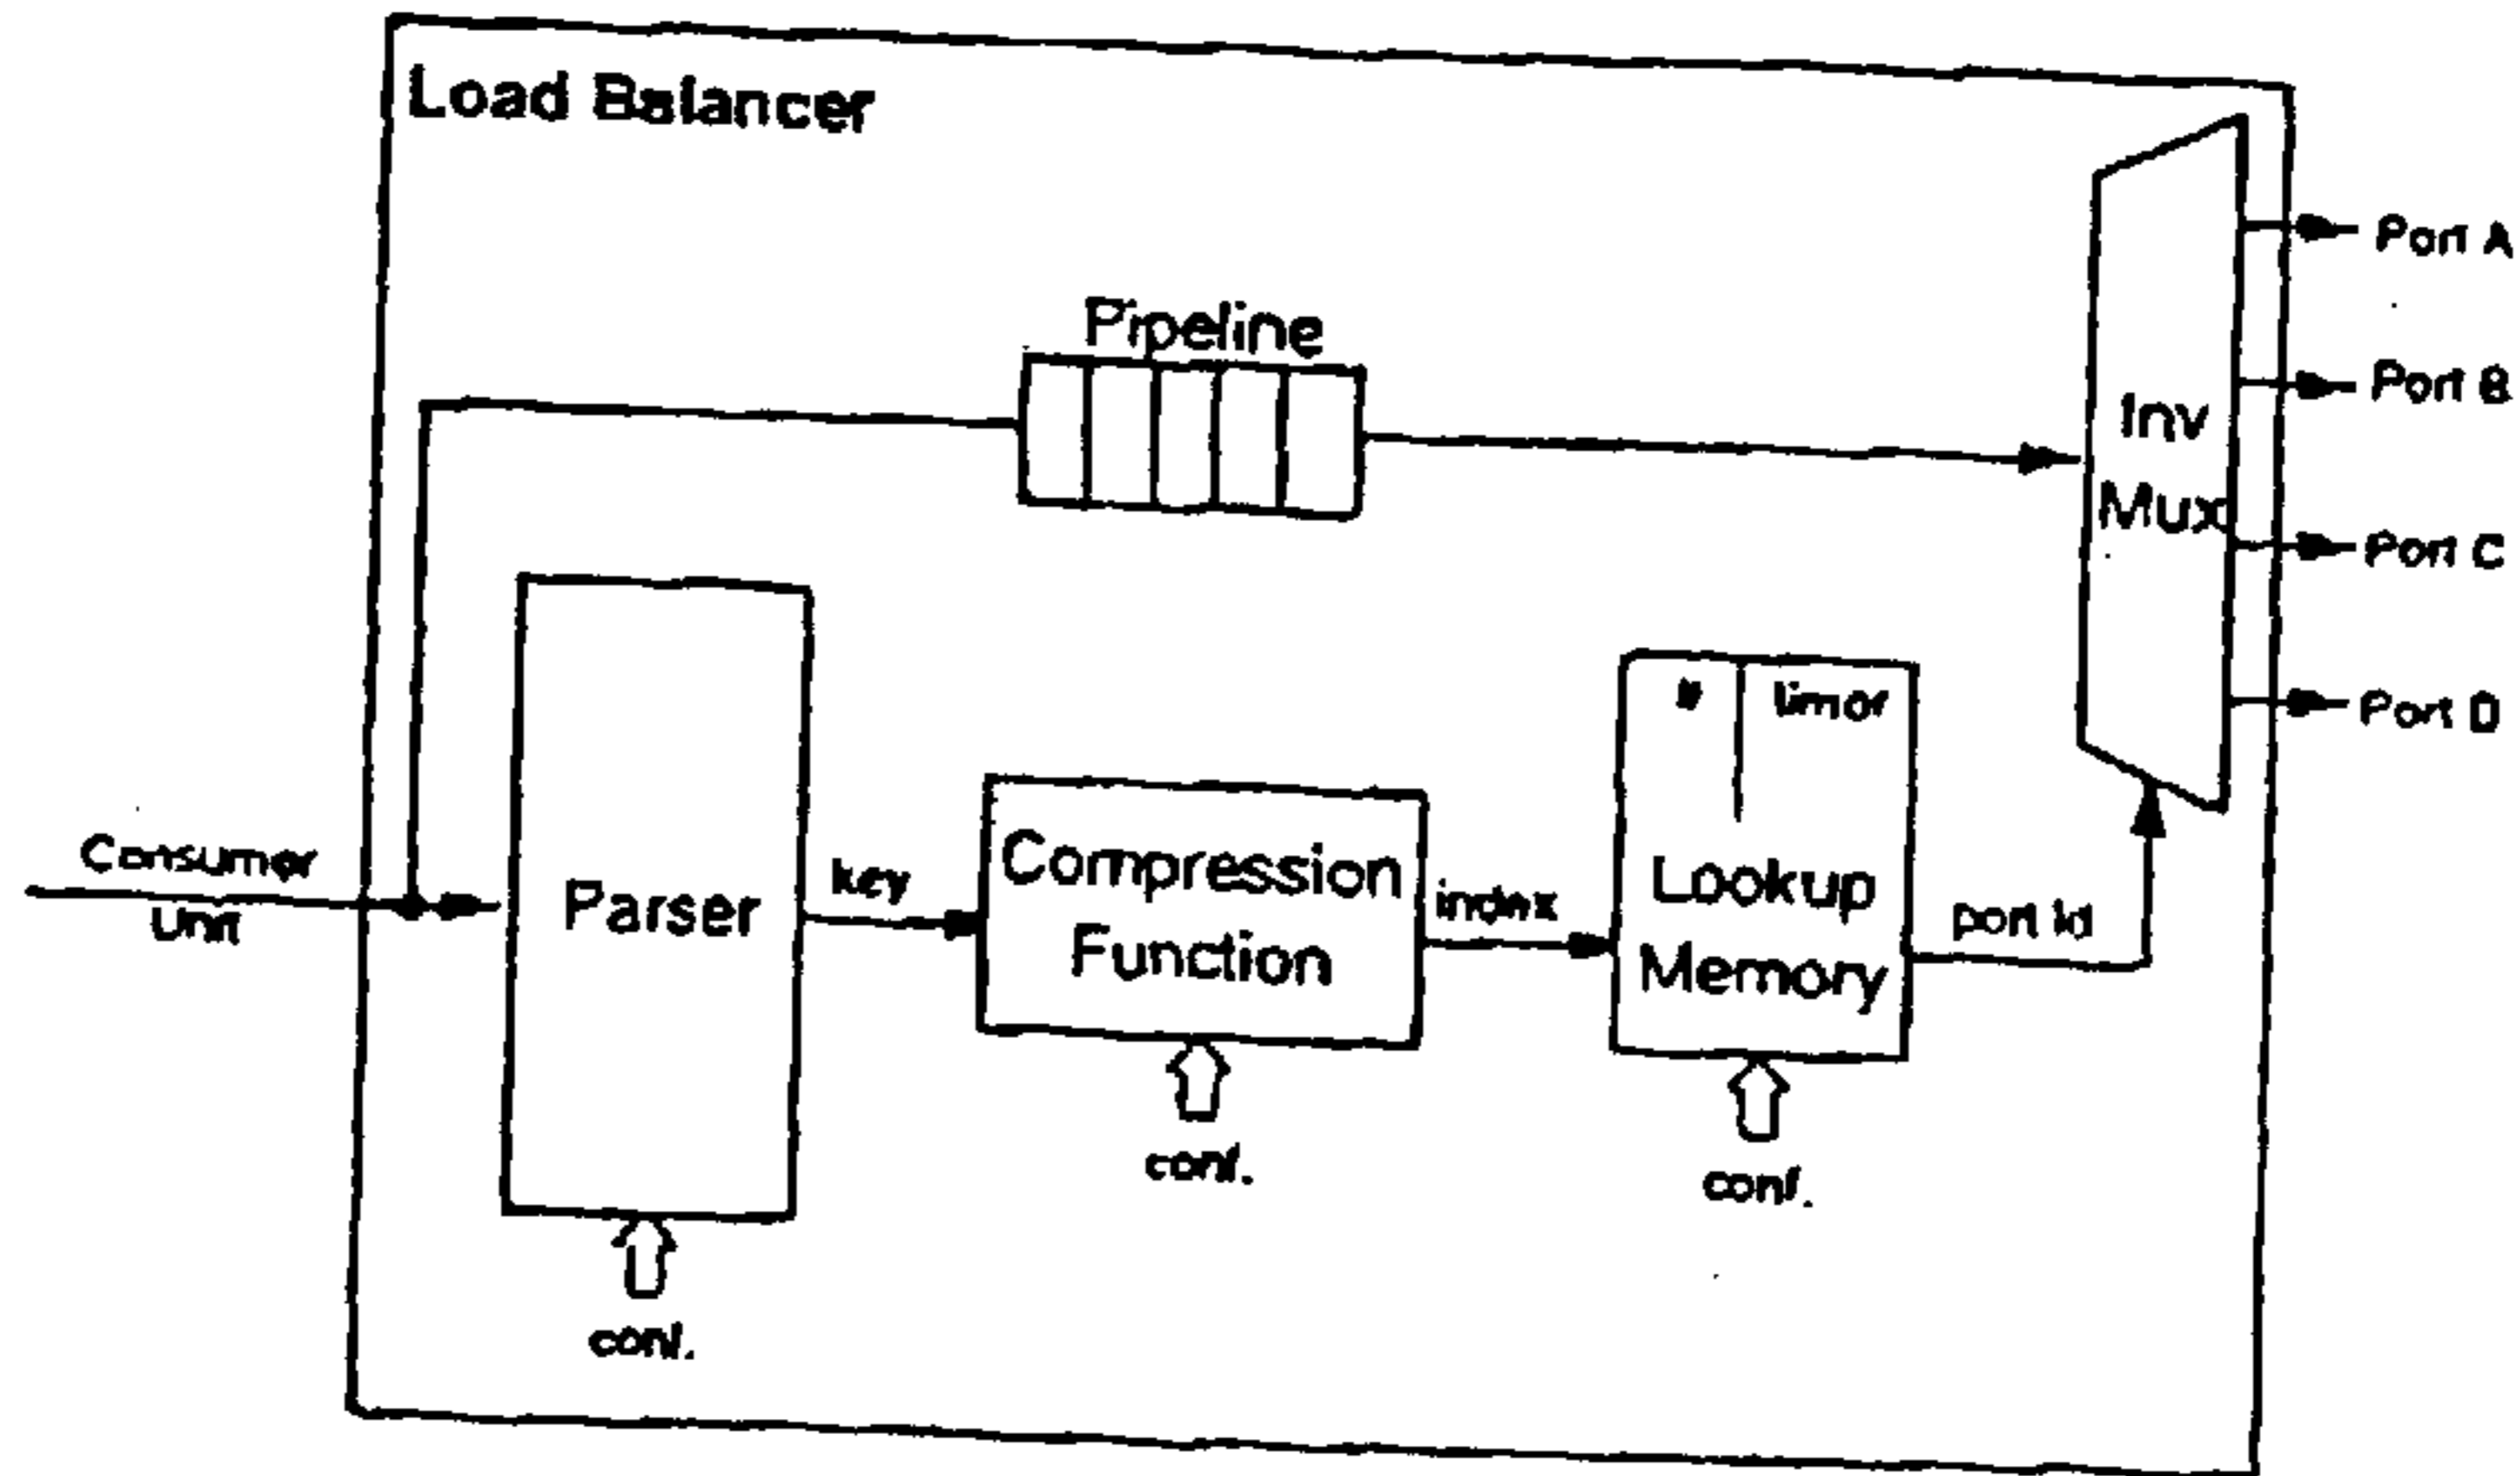 Load Balancer
Pipeline
Port A
Port B
Inv
Mux
Port C
Port D
Consumer
Unit
Parser
key
Compression
Function
index
Lookup
Memory
port id
conf.
conf.
conf.